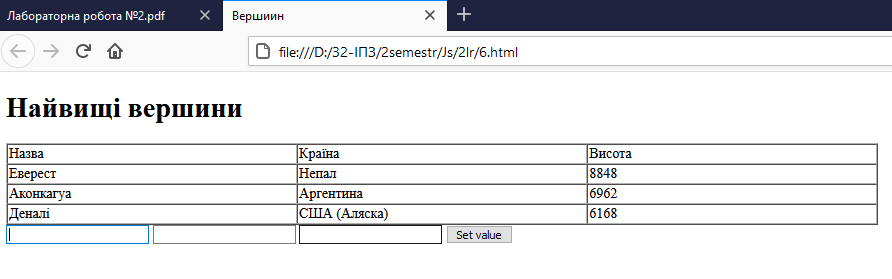 Лабораторна робота №2.pdf Вершиин
file:///D:/32-ІПЗ/2semestr/Js/2lr/6.html
Найвищі вершини
Назва Країна Висота
Еверест Непал 8848
Аконкагуа Аргентина 6962
Деналі США (Аляска) 6168
Set value